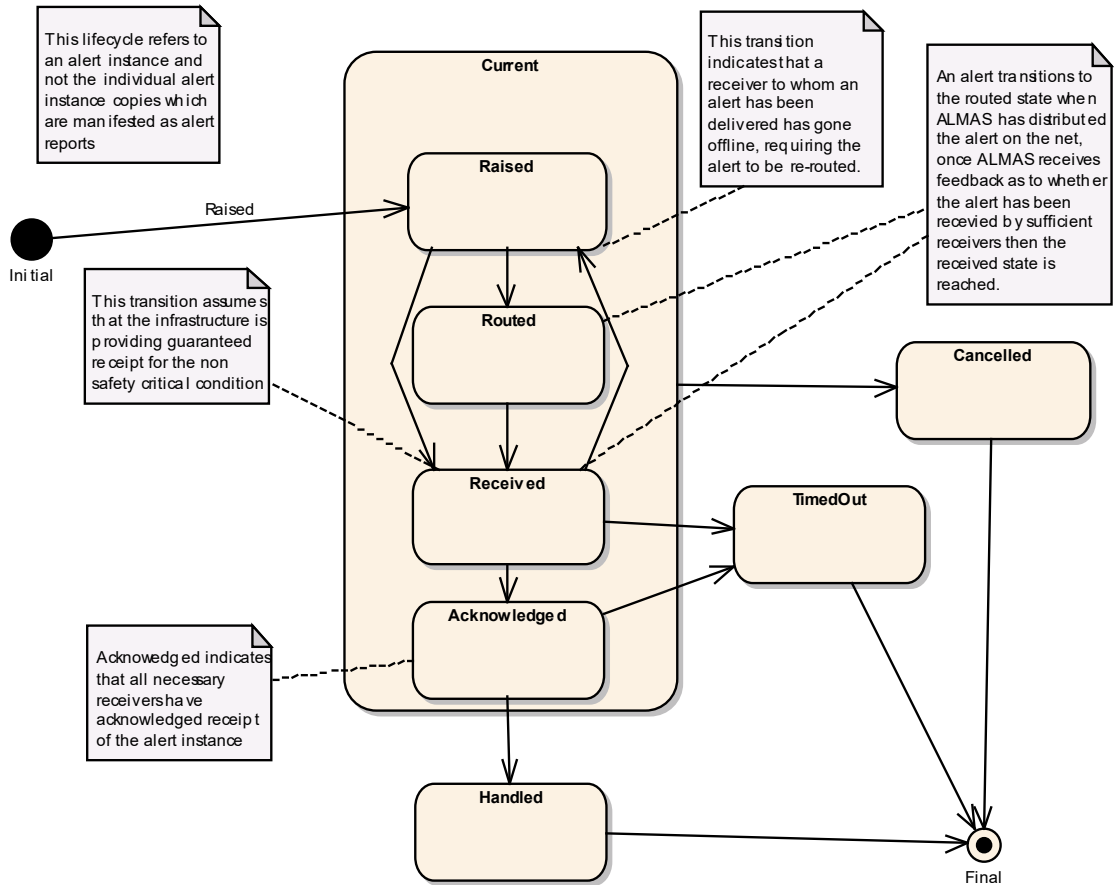 This lifecycle refers to
an alert instance and
not the individual alert
instance copies which
are manifested as alert
reports
Current
This transition
indicates that a
receiver to whom an
alert has been
delivered has gone
offline, requiring the
alert to be re-routed.
An alert transitions to
the routed state when
ALMAS has distributed
the alert on the net,
once ALMAS receives
feedback as to whether
the alert has been
recevied by sufficient
receivers then the
received state is
reached.
Raised
Raised
Initial
This transition assumes
that the infrastructure is
providing guaranteed
receipt for the non
safety critical condition
Routed
Cancelled
Received
TimedOut
Acknowledged
Acknowedged indicates
that all necessary
receivers have
acknowledged receipt
of the alert instance
Handled
Final